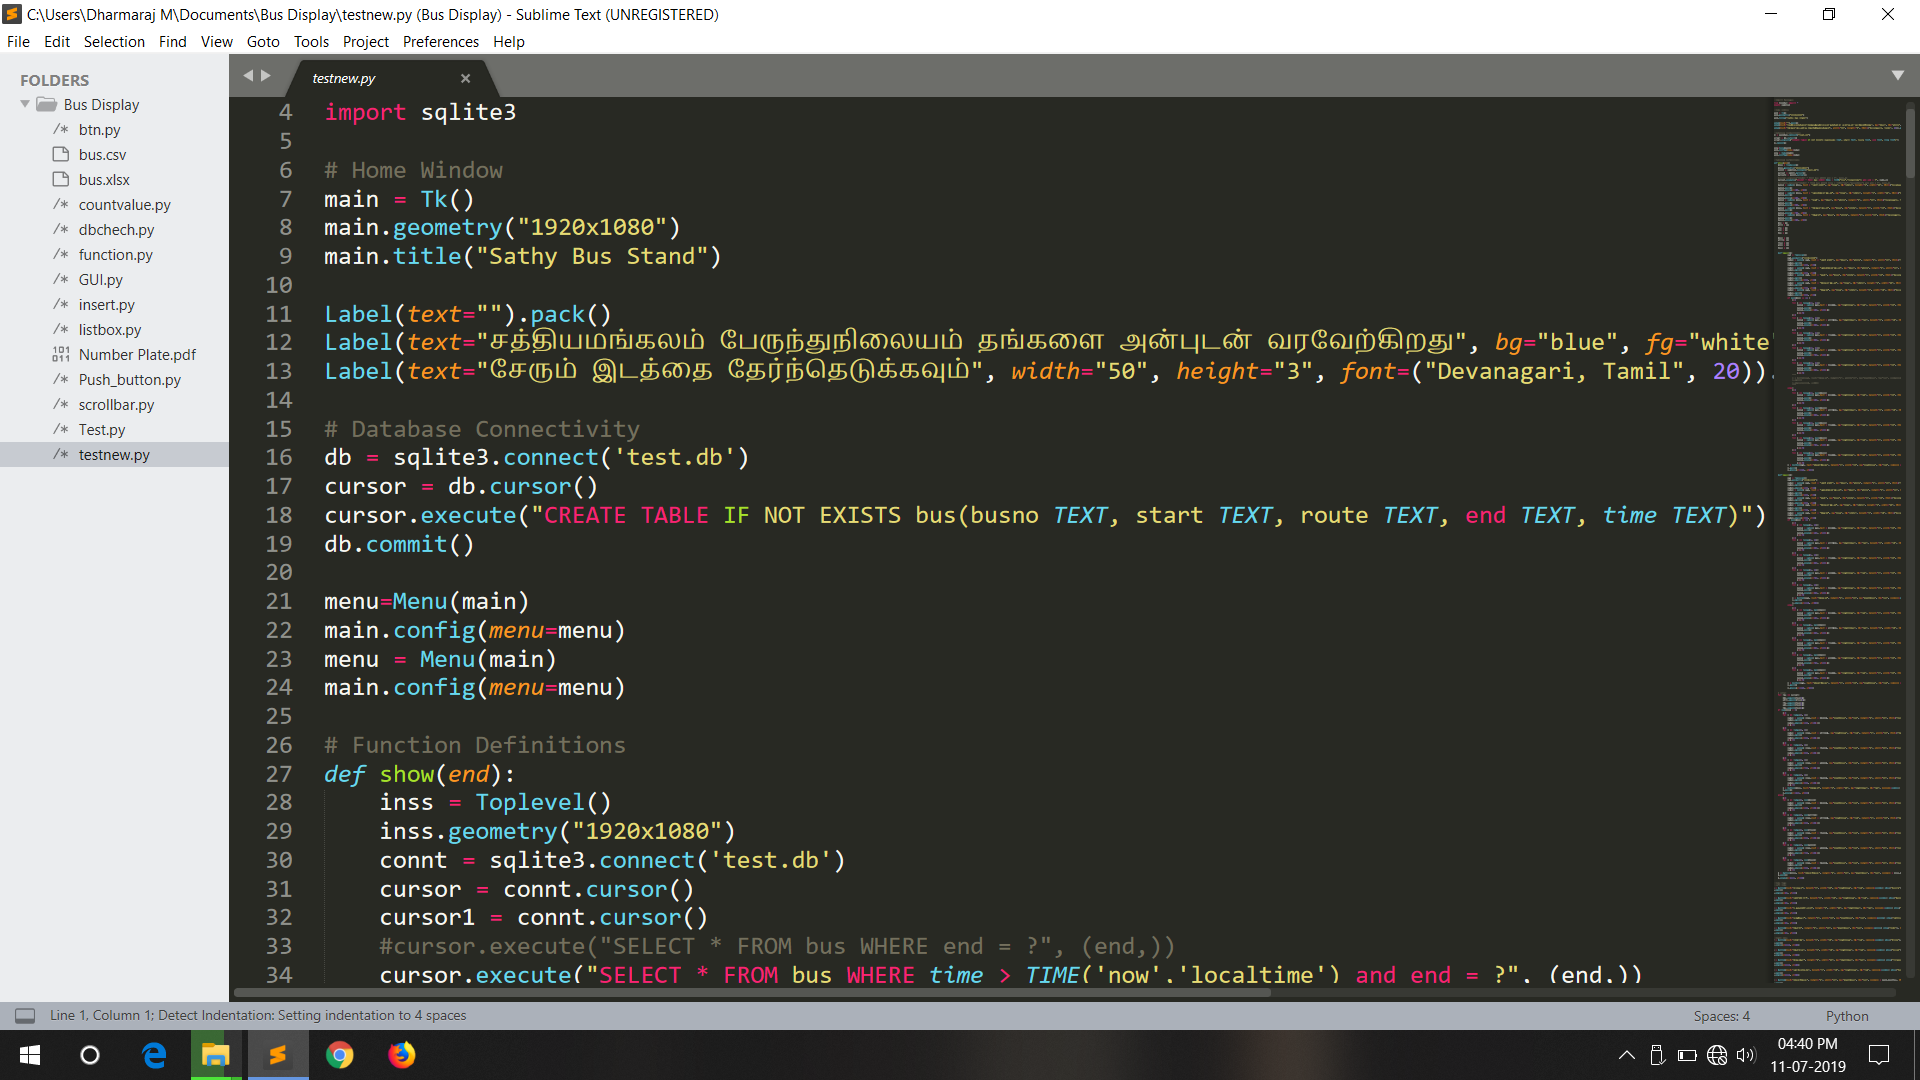 C:\Users\Dharmaraj M\Documents\Bus Display\testnew.py (Bus Display) - Sublime Text (UNREGISTERED)
File Edit Selection Find View Goto Tools Project Preferences Help
FOLDERS
Bus Display
/* btn.py
bus.csv
bus.xlsx
/* countvalue.py
/* dbchech.py
/* function.py
/* GUI.py
/* insert.py
/* listbox.py
Number Plate.pdf
/* Push_button.py
/* scrollbar.py
/* Test.py
/* testnew.py
testnew.py
4 import sqlite3
5
6 # Home Window
7 main = Tk()
8 main.geometry("1920x1080")
9 main.title("Sathy Bus Stand")
10
11 Label(text="").pack()
12 Label(text="சத்தியமங்கலம் பேருந்துநிலையம் தங்களை அன்புடன் வரவேற்கிறது", bg="blue", fg="white"
13 Label(text="சேரும் இடத்தை தேர்ந்தெடுக்கவும்", width="50", height="3", font=("Devanagari, Tamil", 20)).
14
15 # Database Connectivity
16 db = sqlite3.connect('test.db')
17 cursor = db.cursor()
18 cursor.execute("CREATE TABLE IF NOT EXISTS bus(busno TEXT, start TEXT, route TEXT, end TEXT, time TEXT)")
19 db.commit()
20
21 menu=Menu(main)
22 main.config(menu=menu)
23 menu = Menu(main)
24 main.config(menu=menu)
25
26 # Function Definitions
27 def show(end):
28 inss = Toplevel()
29 inss.geometry("1920x1080")
30 connt = sqlite3.connect('test.db')
31 cursor = connt.cursor()
32 cursor1 = connt.cursor()
33 #cursor.execute("SELECT * FROM bus WHERE end = ?", (end,))
34 cursor.execute("SELECT * FROM bus WHERE time > TIME('now','localtime') and end = ?", (end,))
Line 1, Column 1; Detect Indentation: Setting indentation to 4 spaces
Spaces: 4
Python
04:40 PM
11-07-2019